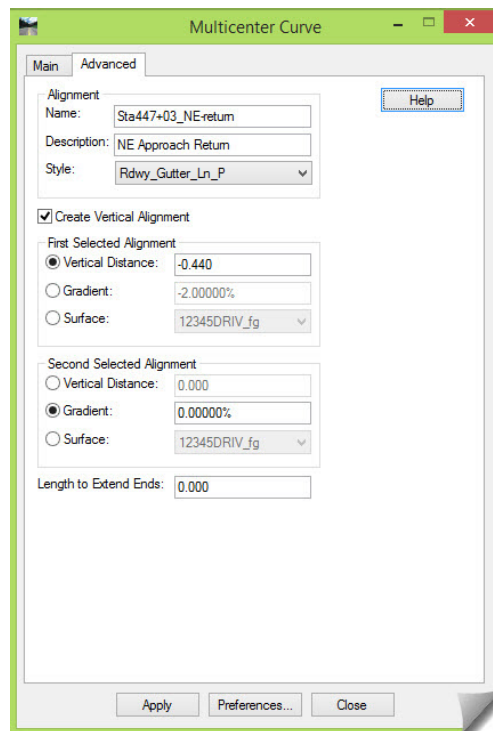 Multicenter Curve
Main Advanced
Alignment
Help
Name: Sta447+03_NE-return
Description: NE Approach Return
Style: Rdwy_Gutter_Ln_P
Create Vertical Alignment
First Selected Alignment
Vertical Distance: -0.440
Gradient: -2.00000%
Surface: 12345DRIV_fg
Second Selected Alignment
Vertical Distance: 0.000
Gradient: 0.00000%
Surface: 12345DRIV_fg
Length to Extend Ends: 0.000
Apply Preferences... Close